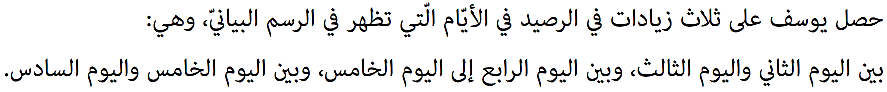 حصل يوسف على ثلاث زيادات في الرصيد في الأيّام الّتي تظهر في الرسم البيانيّ، وهي:
بين اليوم الثاني واليوم الثالث، وبين اليوم الرابع إلى اليوم الخامس، وبين اليوم الخامس واليوم السادس.